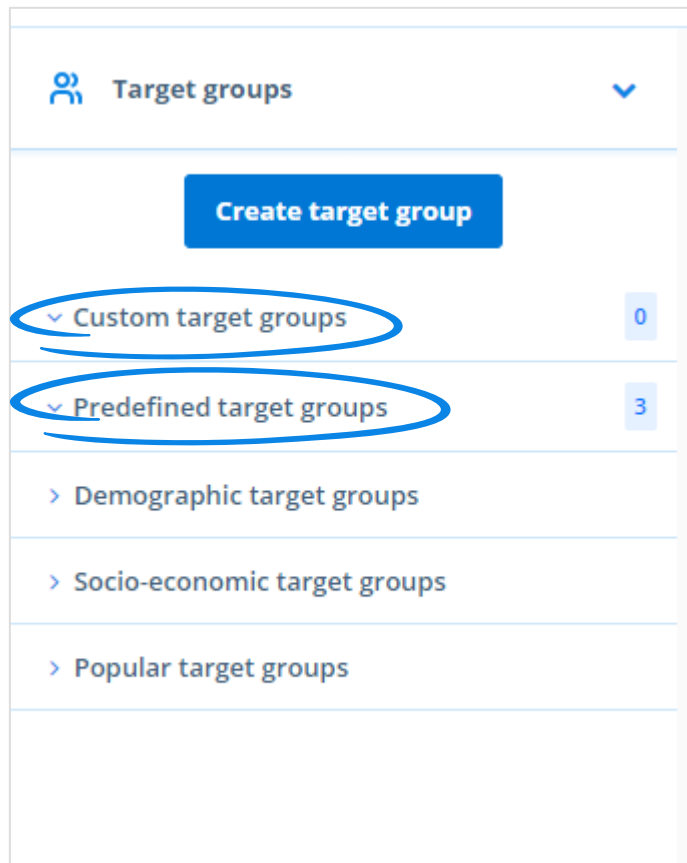 Target groups
Create target group
Custom target groups 0
Predefined target groups 3
Demographic target groups
Socio-economic target groups
Popular target groups